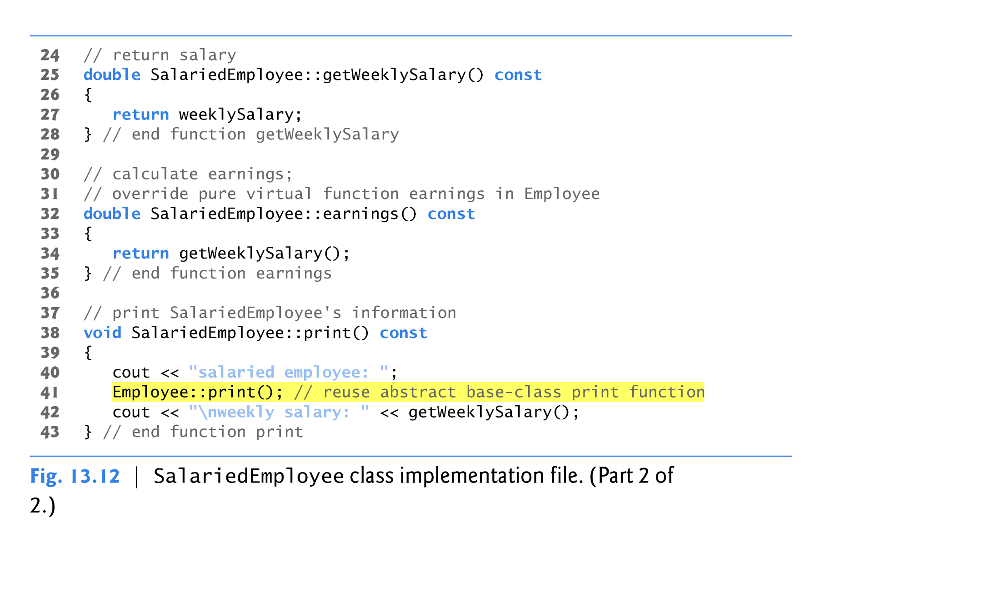 24 // return salary
25 double SalariedEmployee::getWeeklySalary() const
26 {
27    return weeklySalary;
28 } // end function getWeeklySalary
29
30 // calculate earnings;
31 // override pure virtual function earnings in Employee
32 double SalariedEmployee::earnings() const
33 {
34    return getWeeklySalary();
35 } // end function earnings
36
37 // print SalariedEmployee's information
38 void SalariedEmployee::print() const
39 {
40    cout << "salaried employee: ";
41    Employee::print(); // reuse abstract base-class print function
42    cout << "\nweekly salary: " << getWeeklySalary();
43 } // end function print
Fig. 13.12 | SalariedEmployee class implementation file. (Part 2 of
2.)